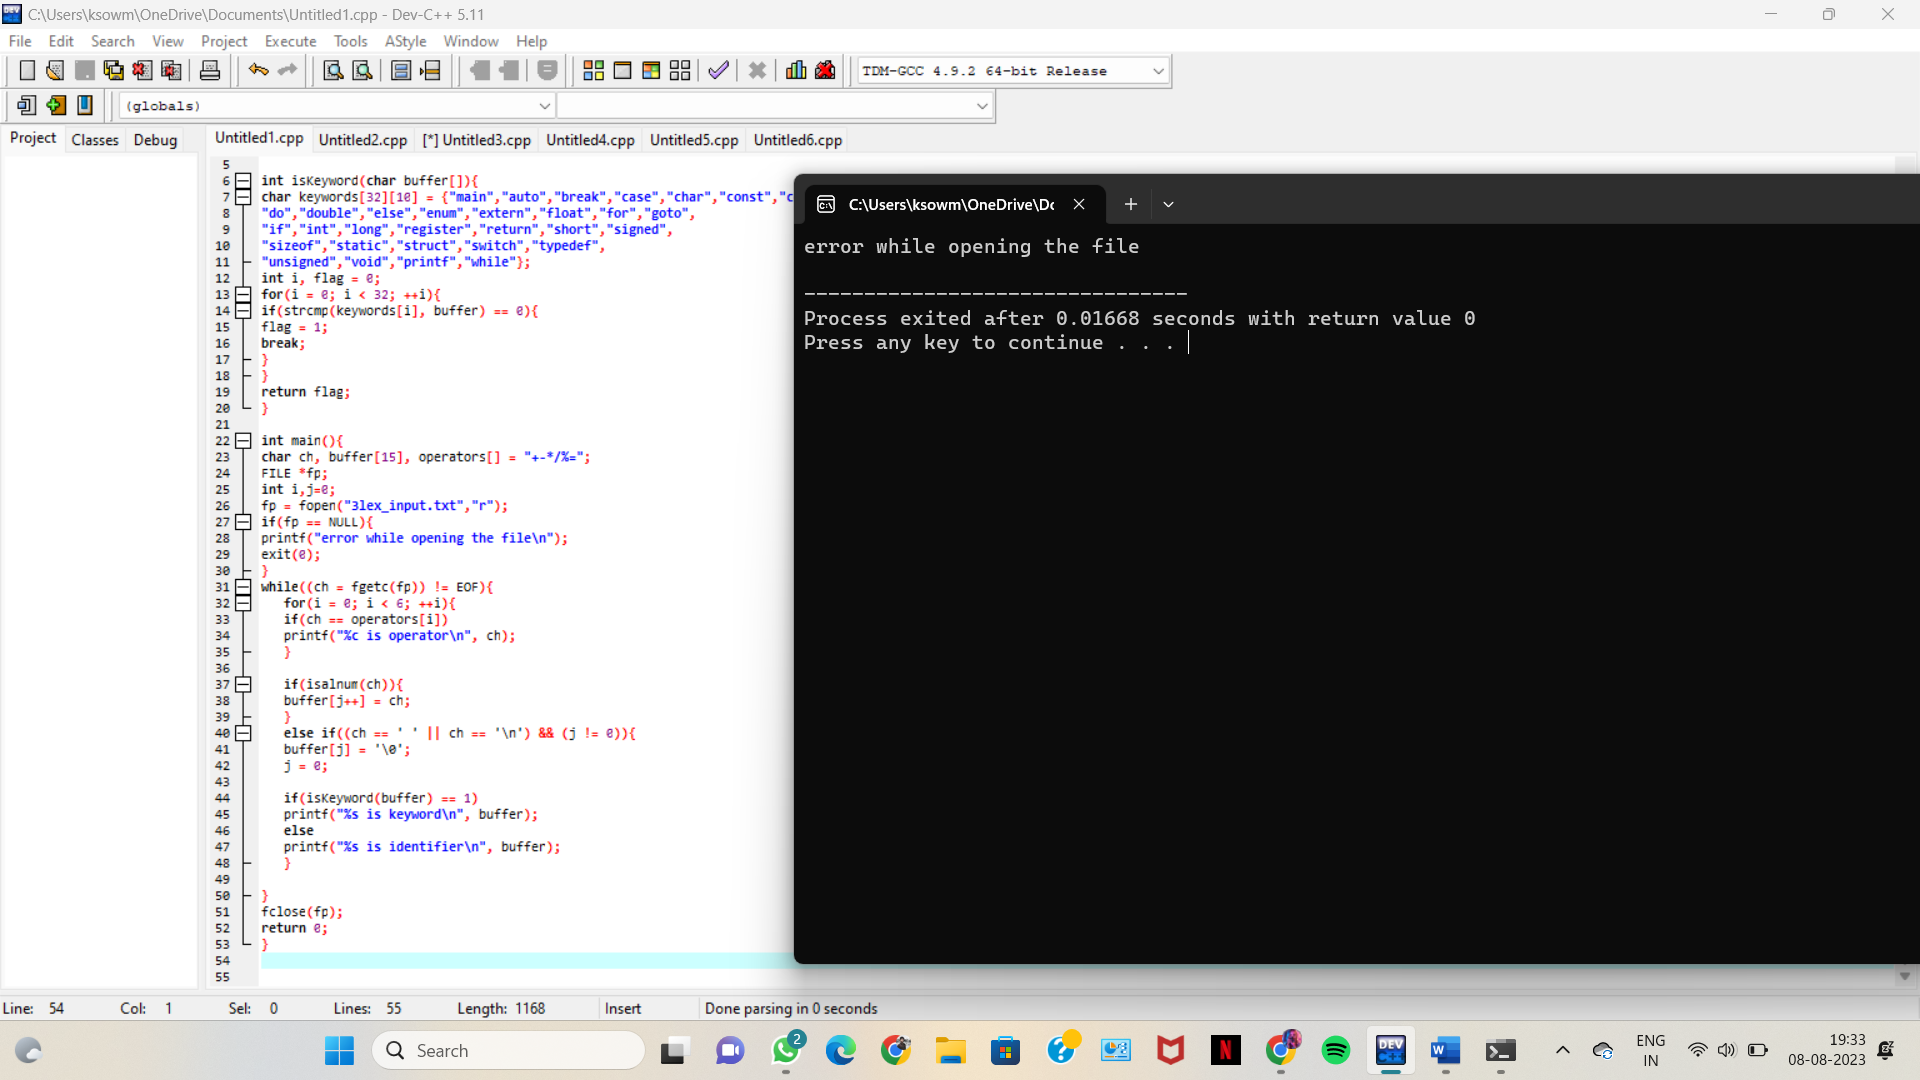 C:\Users\ksowm\OneDrive\Documents\Untitled1.cpp - Dev-C++ 5.11
File Edit Search View Project Execute Tools AStyle Window Help
TDM-GCC 4.9.2 64-bit Release
(globals)
Project Classes Debug
Untitled1.cpp Untitled2.cpp [*] Untitled3.cpp Untitled4.cpp Untitled5.cpp Untitled6.cpp
5
6 int isKeyword(char buffer[]){
7 char keywords[32][10] = {"main","auto","break","case","char","const","c
8 "do","double","else","enum","extern","float","for","goto",
9 "if","int","long","register","return","short","signed",
10 "sizeof","static","struct","switch","typedef",
11 "unsigned","void","printf","while"};
12 int i, flag = 0;
13 for(i = 0; i < 32; ++i){
14 if(strcmp(keywords[i], buffer) == 0){
15 flag = 1;
16 break;
17 }
18 }
19 return flag;
20 }
21
22 int main(){
23 char ch, buffer[15], operators[] = "+-*/%=";
24 FILE *fp;
25 int i,j=0;
26 fp = fopen("3lex_input.txt","r");
27 if(fp == NULL){
28 printf("error while opening the file\n");
29 exit(0);
30 }
31 while((ch = fgetc(fp)) != EOF){
32 for(i = 0; i < 6; ++i){
33 if(ch == operators[i])
34 printf("%c is operator\n", ch);
35 }
36
37 if(isalnum(ch)){
38 buffer[j++] = ch;
39 }
40 else if((ch == ' ' || ch == '\n') && (j != 0)){
41 buffer[j] = '\0';
42 j = 0;
43
44 if(isKeyword(buffer) == 1)
45 printf("%s is keyword\n", buffer);
46 else
47 printf("%s is identifier\n", buffer);
48 }
49
50 }
51 fclose(fp);
52 return 0;
53 }
54
55
C:\Users\ksowm\OneDrive\Dc
error while opening the file
--------------------------------
Process exited after 0.01668 seconds with return value 0
Press any key to continue . . .
Line: 54 Col: 1 Sel: 0 Lines: 55 Length: 1168 Insert Done parsing in 0 seconds
Search
2
DEV C++
W
N
ENG
IN
19:33
08-08-2023